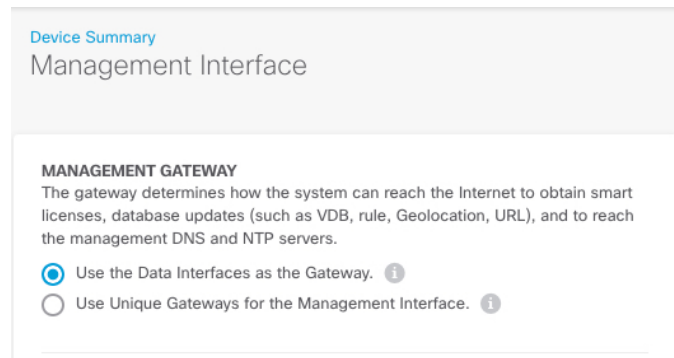 Device Summary
Management Interface
MANAGEMENT GATEWAY
The gateway determines how the system can reach the Internet to obtain smart
licenses, database updates (such as VDB, rule, Geolocation, URL), and to reach
the management DNS and NTP servers.
Use the Data Interfaces as the Gateway.
Use Unique Gateways for the Management Interface.